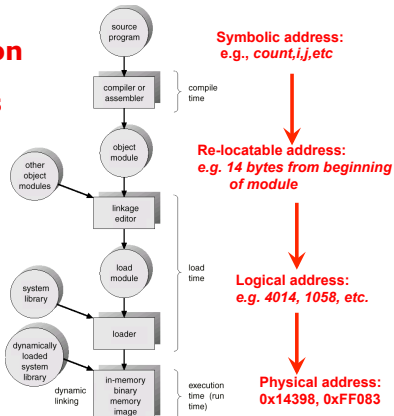 on
source
program
compiler or
assembler
compile
time
object
module
other
object
modules
linkage
editor
load
module
load
time
system
library
loader
dynamically
loaded
system
library
dynamic
linking
in-memory
binary
memory
image
execution
time (run
time)
Symbolic address:
e.g., count,i,j,etc
Re-locatable address:
e.g. 14 bytes from beginning
of module
Logical address:
e.g. 4014, 1058, etc.
Physical address:
0x14398, 0xFF083